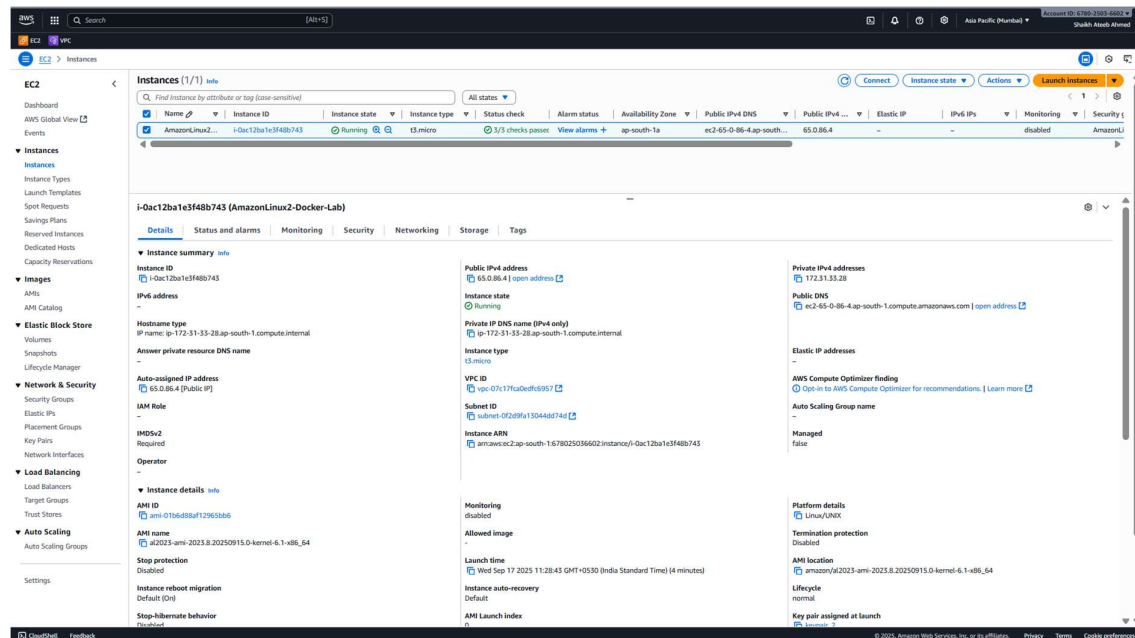 aws
Search
[Alt+S]
Asia Pacific (Mumbai) ▼
Account ID: 6780-2503-6602 ▼
Shaikh Ateeb Ahmed
EC2
VPC
EC2 > Instances
EC2
Dashboard
AWS Global View
Events
▼ Instances
Instances
Instance Types
Launch Templates
Spot Requests
Savings Plans
Reserved Instances
Dedicated Hosts
Capacity Reservations
▼ Images
AMIs
AMI Catalog
▼ Elastic Block Store
Volumes
Snapshots
Lifecycle Manager
▼ Network & Security
Security Groups
Elastic IPs
Placement Groups
Key Pairs
Network Interfaces
▼ Load Balancing
Load Balancers
Target Groups
Trust Stores
▼ Auto Scaling
Auto Scaling Groups
Settings
Instances (1/1) Info
Connect
Instance state ▼
Actions ▼
Launch instances ▼
Find Instance by attribute or tag (case-sensitive)
All states ▼
< 1 >
Name Instance ID Instance state Instance type Status check Alarm status Availability Zone Public IPv4 DNS Public IPv4 ... Elastic IP IPv6 IPs Monitoring Security g
AmazonLinux2... i-0ac12ba1e3f48b743 Running t3.micro 3/3 checks passec View alarms + ap-south-1a ec2-65-0-86-4.ap-south... 65.0.86.4 – – disabled AmazonLi
i-0ac12ba1e3f48b743 (AmazonLinux2-Docker-Lab)
Details Status and alarms Monitoring Security Networking Storage Tags
▼ Instance summary Info
Instance ID
i-0ac12ba1e3f48b743
Public IPv4 address
65.0.86.4 | open address
Private IPv4 addresses
172.31.33.28
IPv6 address
–
Instance state
Running
Public DNS
ec2-65-0-86-4.ap-south-1.compute.amazonaws.com | open address
Hostname type
IP name: ip-172-31-33-28.ap-south-1.compute.internal
Private IP DNS name (IPv4 only)
ip-172-31-33-28.ap-south-1.compute.internal
Answer private resource DNS name
–
Instance type
t3.micro
Elastic IP addresses
–
Auto-assigned IP address
65.0.86.4 [Public IP]
VPC ID
vpc-07c17fca0edfc6957
AWS Compute Optimizer finding
Opt-in to AWS Compute Optimizer for recommendations. | Learn more
IAM Role
–
Subnet ID
subnet-0f2d9fa13044dd74d
Auto Scaling Group name
–
IMDSv2
Required
Instance ARN
arn:aws:ec2:ap-south-1:678025036602:instance/i-0ac12ba1e3f48b743
Managed
false
Operator
–
▼ Instance details Info
AMI ID
ami-01b6d88af12965bb6
Monitoring
disabled
Platform details
Linux/UNIX
AMI name
al2023-ami-2023.8.20250915.0-kernel-6.1-x86_64
Allowed image
-
Termination protection
Disabled
Stop protection
Disabled
Launch time
Wed Sep 17 2025 11:28:43 GMT+0530 (India Standard Time) (4 minutes)
AMI location
amazon/al2023-ami-2023.8.20250915.0-kernel-6.1-x86_64
Instance reboot migration
Default (On)
Instance auto-recovery
Default
Lifecycle
normal
Stop-hibernate behavior
Disabled
AMI Launch index
0
Key pair assigned at launch
CloudShell Feedback
© 2025, Amazon Web Services, Inc. or its affiliates. Privacy Terms Cookie preferences